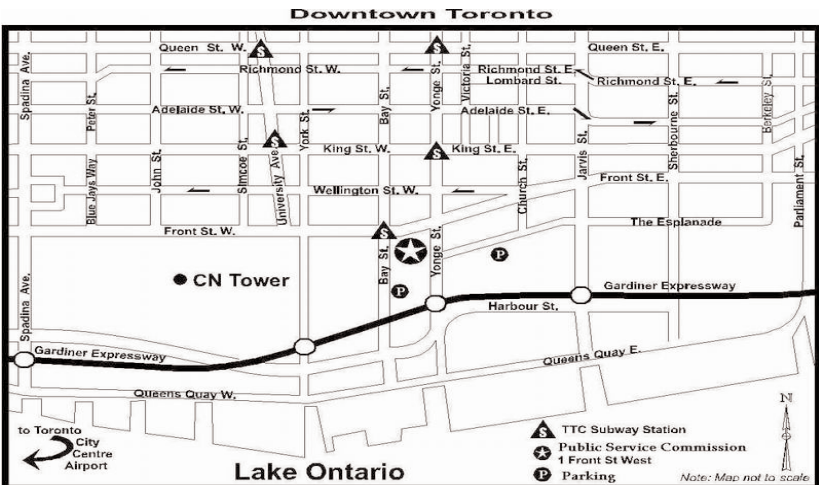 Downtown Toronto
Queen St. W.
Queen St. E.
Richmond St. W.
Richmond St. E.
Lombard St.
Richmond St. E.
Spadina Ave.
Peter St.
Adelaide St. W.
Bay St.
Yonge St.
Victoria St.
Adelaide St. E.
Sherbourne St.
Berkeley St.
York St.
King St. W.
King St. E.
Jarvis St.
Blue Jays Way
John St.
Simcoe St.
University Ave.
Wellington St. W.
Church St.
Front St. E.
Parliament St.
Front St. W.
The Esplanade
Bay St.
Yonge St.
P
CN Tower
P
Spadina Ave.
Gardiner Expressway
Harbour St.
Gardiner Expressway
Queens Quay E.
Queens Quay W.
N
to Toronto
City
Centre
Airport
Lake Ontario
TTC Subway Station
Public Service Commission
1 Front St West
P Parking
Note: Map not to scale